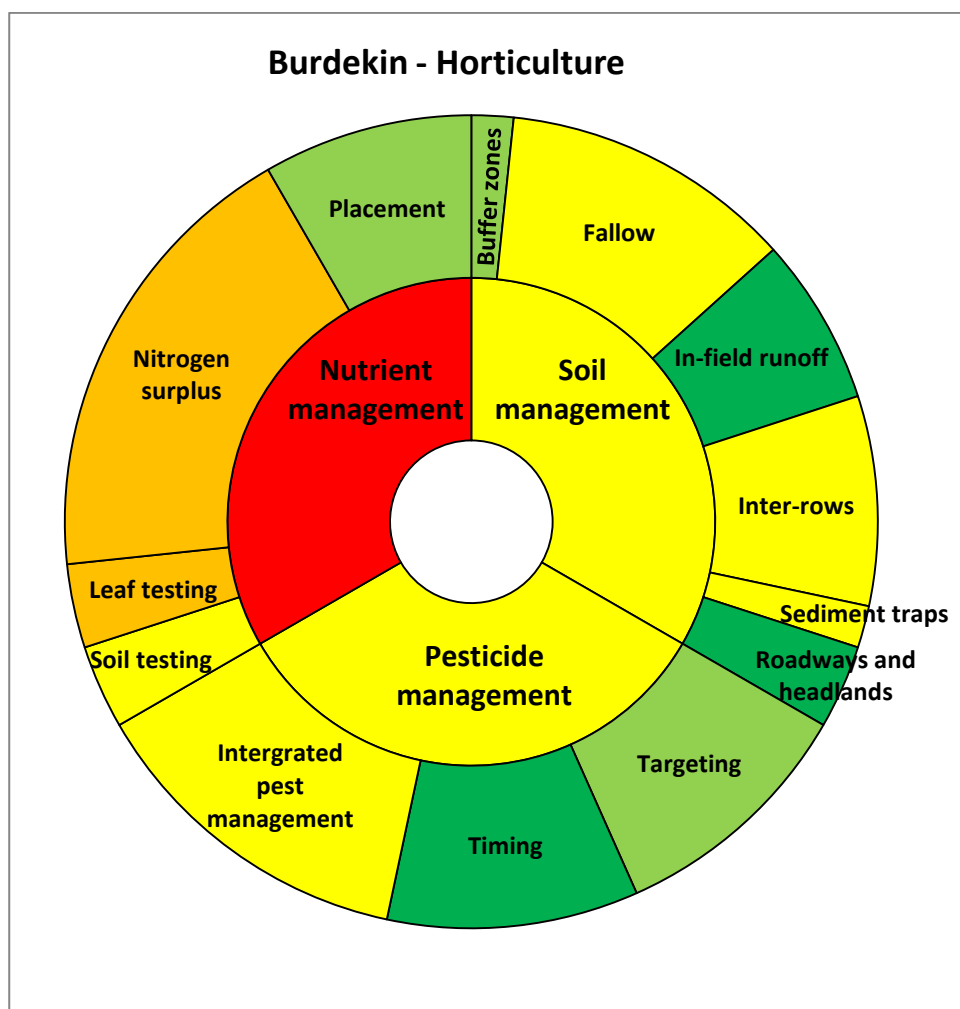 Burdekin - Horticulture
Buffer zones
Placement
Fallow
In-field runoff
Nitrogen
surplus
Nutrient
management
Soil
management
Inter-rows
Leaf testing
Sediment traps
Soil testing
Pesticide
management
Roadways and
headlands
Intergrated
pest
management
Targeting
Timing